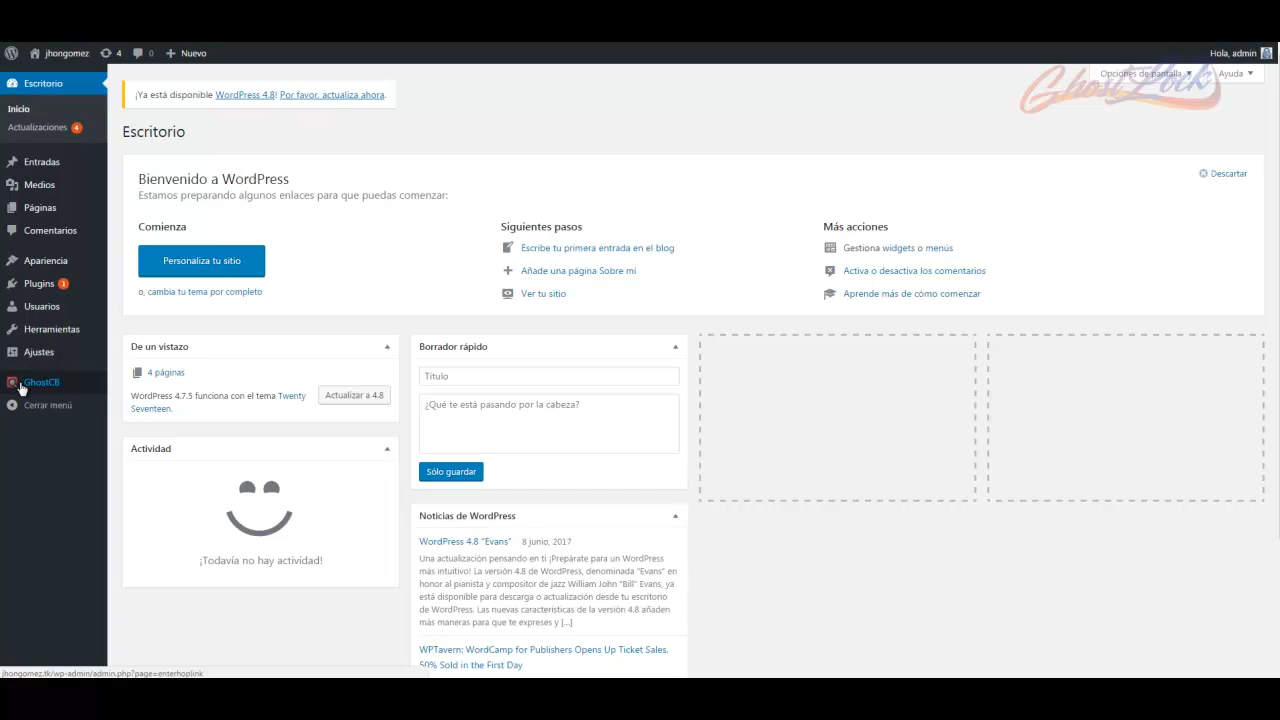 jhongomez
4
0
Nuevo
Hola, admin
Escritorio
Inicio
Actualizaciones 4
Entradas
Medios
Páginas
Comentarios
Apariencia
Plugins 1
Usuarios
Herramientas
Ajustes
GhostCB
Cerrar menú
Opciones de pantalla
Ayuda
Ghost Lock
¡Ya está disponible WordPress 4.8! Por favor, actualiza ahora.
Escritorio
Bienvenido a WordPress
Descartar
Estamos preparando algunos enlaces para que puedas comenzar:
Comienza
Personaliza tu sitio
o, cambia tu tema por completo
Siguientes pasos
Escribe tu primera entrada en el blog
Añade una página Sobre mí
Ver tu sitio
Más acciones
Gestiona widgets o menús
Activa o desactiva los comentarios
Aprende más de cómo comenzar
De un vistazo
4 páginas
WordPress 4.7.5 funciona con el tema Twenty
Seventeen.
Actualizar a 4.8
Actividad
¡Todavía no hay actividad!
Borrador rápido
Título
¿Qué te está pasando por la cabeza?
Sólo guardar
Noticias de WordPress
WordPress 4.8 "Evans" 8 junio, 2017
Una actualización pensando en ti ¡Prepárate para un WordPress
más intuitivo! La versión 4.8 de WordPress, denominada "Evans" en
honor al pianista y compositor de jazz William John "Bill" Evans, ya
está disponible para descarga o actualización desde tu escritorio
de WordPress. Las nuevas características de la versión 4.8 añaden
más maneras para que te expreses y [...]
WPTavern: WordCamp for Publishers Opens Up Ticket Sales,
50% Sold in the First Day
jhongomez.tk/wp-admin/admin.php?page=enterhoplink